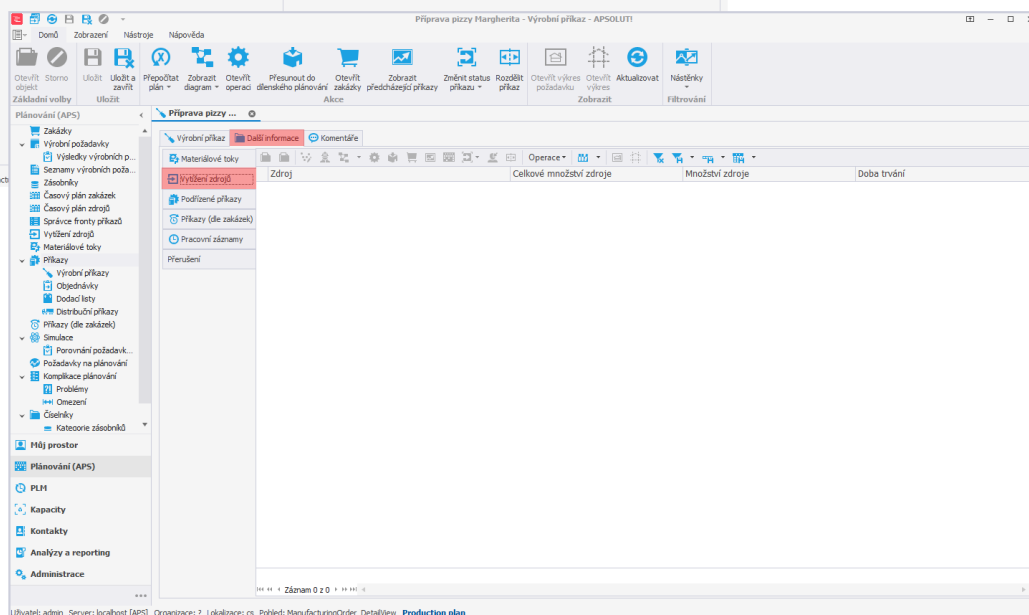 Příprava pizzy Margherita - Výrobní příkaz - APSOLUT!
Domů Zobrazení Nástroje Nápověda
Otevřít objekt
Storno
Uložit
Uložit a zavřít
Přepočítat plán
Zobrazit diagram
Otevřít operaci
Přesunout do dílenského plánování
Otevřít zakázky
Zobrazit předcházející příkazy
Změnit status příkazu
Rozdělit příkaz
Otevřít výkres požadavku
Otevřít výkres
Aktualizovat
Nástěnky
Základní volby Uložit Akce Zobrazit Filtrování
Plánování (APS)
Zakázky
Výrobní požadavky
Výsledky výrobních p...
Seznamy výrobních poža...
Zásobníky
Časový plán zakázek
Časový plán zdrojů
Správce fronty příkazů
Vytížení zdrojů
Materiálové toky
Příkazy
Výrobní příkazy
Objednávky
Dodací listy
Distribuční příkazy
Příkazy (dle zakázek)
Simulace
Porovnání požadavk...
Požadavky na plánování
Komplikace plánování
Problémy
Omezení
Číselníky
Kategorie zásobníků
Můj prostor
Plánování (APS)
PLM
Kapacity
Kontakty
Analýzy a reporting
Administrace
Příprava pizzy ...
Výrobní příkaz Další informace Komentáře
Materiálové toky
Vytížení zdrojů
Podřízené příkazy
Příkazy (dle zakázek)
Pracovní záznamy
Přerušení
Operace
Zdroj Celkové množství zdroje Množství zdroje Doba trvání
Záznam 0 z 0
Uživatel: admin Server: localhost [APS] Organizace: ? Lokalizace: cs Pohled: ManufacturingOrder_DetailView Production plan